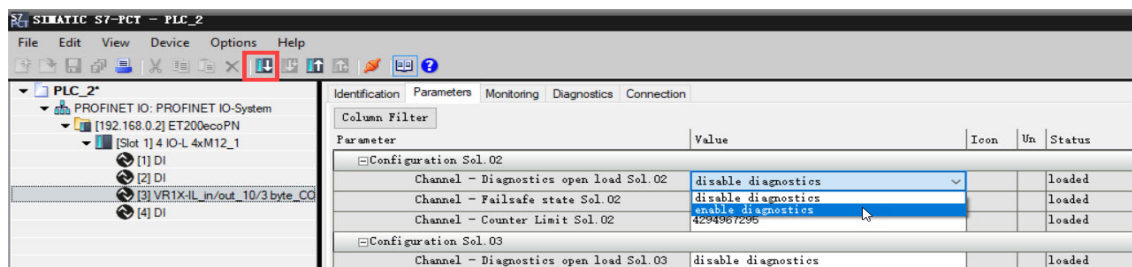 SIMATIC S7-PCT - PLC_2
File Edit View Device Options Help
PLC_2*
PROFINET IO: PROFINET IO-System
[192.168.0.2] ET200ecoPN
[Slot 1] 4 IO-L 4xM12_1
[1] DI
[2] DI
[3] VR1X-IL_in/out_10/3 byte_CO
[4] DI
Identification Parameters Monitoring Diagnostics Connection
Column Filter
Parameter Value Icon Un Status
Configuration Sol.02
Channel - Diagnostics open load Sol.02 disable diagnostics loaded
Channel - Failsafe state Sol.02 disable diagnostics loaded
enable diagnostics
Channel - Counter Limit Sol.02 4294967295 loaded
Configuration Sol.03
Channel - Diagnostics open load Sol.03 disable diagnostics loaded